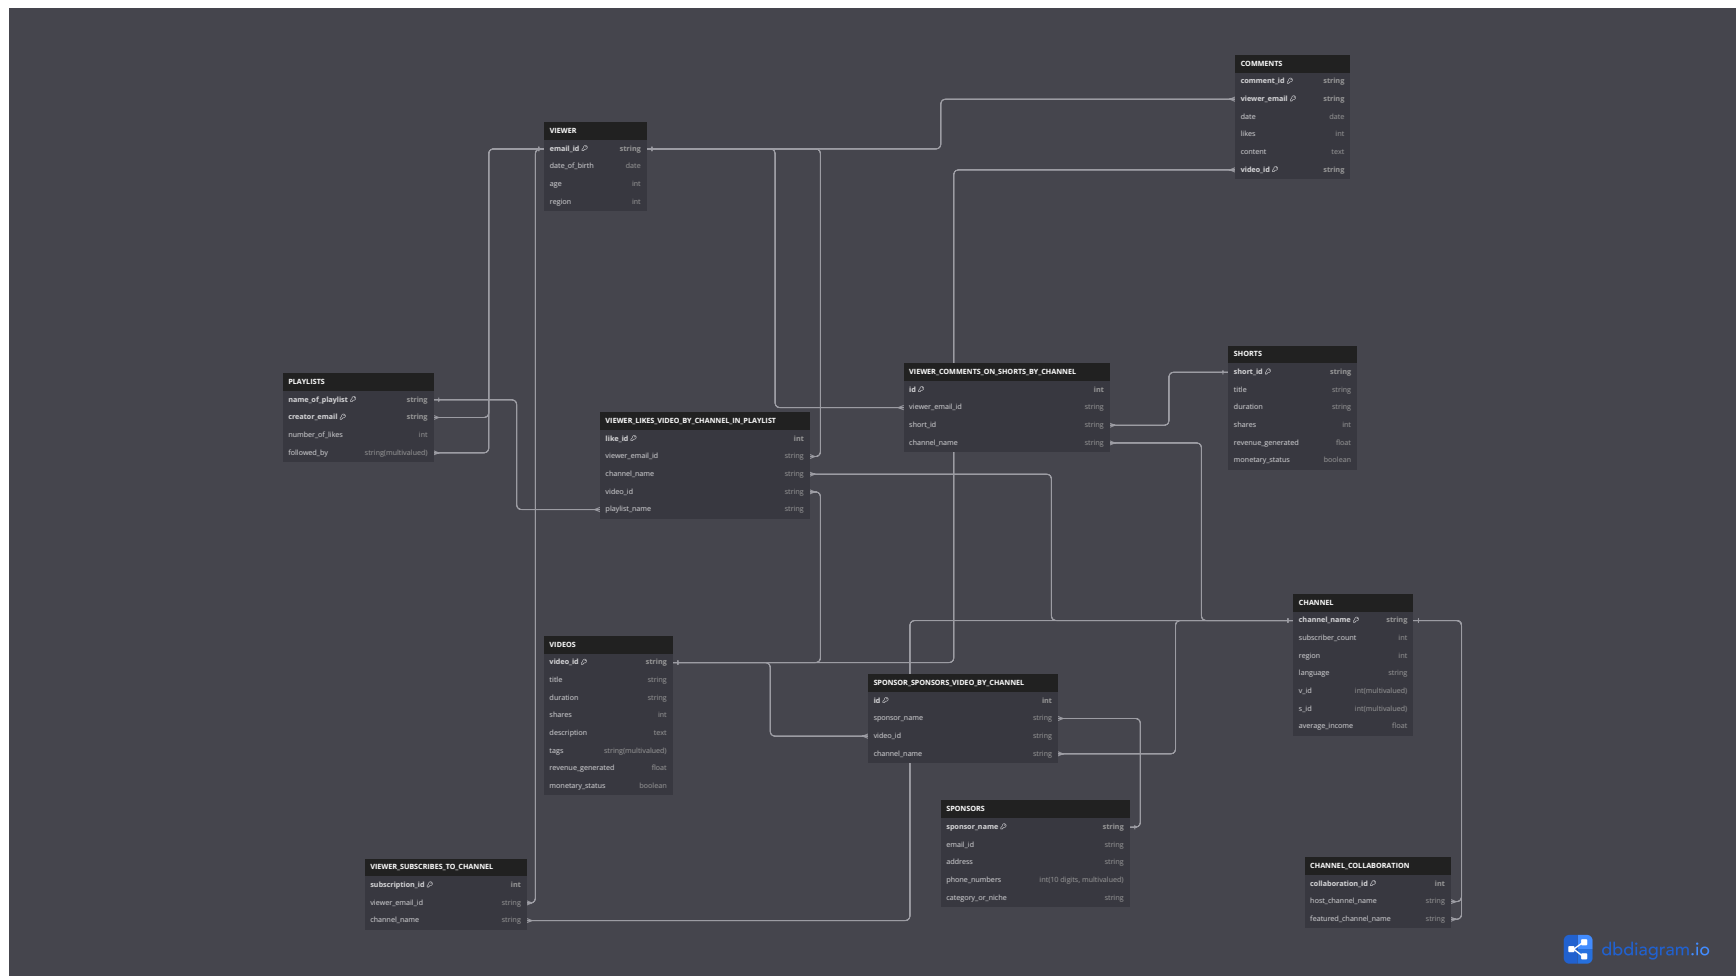 COMMENTS
comment_id string
viewer_email string
date date
likes int
content text
video_id string
VIEWER
email_id string
date_of_birth date
age int
region int
PLAYLISTS
name_of_playlist string
creator_email string
number_of_likes int
followed_by string(multivalued)
VIEWER_LIKES_VIDEO_BY_CHANNEL_IN_PLAYLIST
like_id int
viewer_email_id string
channel_name string
video_id string
playlist_name string
VIEWER_COMMENTS_ON_SHORTS_BY_CHANNEL
id int
viewer_email_id string
short_id string
channel_name string
SHORTS
short_id string
title string
duration string
shares int
revenue_generated float
monetary_status boolean
CHANNEL
channel_name string
subscriber_count int
region int
language string
v_id int(multivalued)
s_id int(multivalued)
average_income float
VIDEOS
video_id string
title string
duration string
shares int
description text
tags string(multivalued)
revenue_generated float
monetary_status boolean
SPONSOR_SPONSORS_VIDEO_BY_CHANNEL
id int
sponsor_name string
video_id string
channel_name string
SPONSORS
sponsor_name string
email_id string
address string
phone_numbers int(10 digits, multivalued)
category_or_niche string
VIEWER_SUBSCRIBES_TO_CHANNEL
subscription_id int
viewer_email_id string
channel_name string
CHANNEL_COLLABORATION
collaboration_id int
host_channel_name string
featured_channel_name string
dbdiagram.io